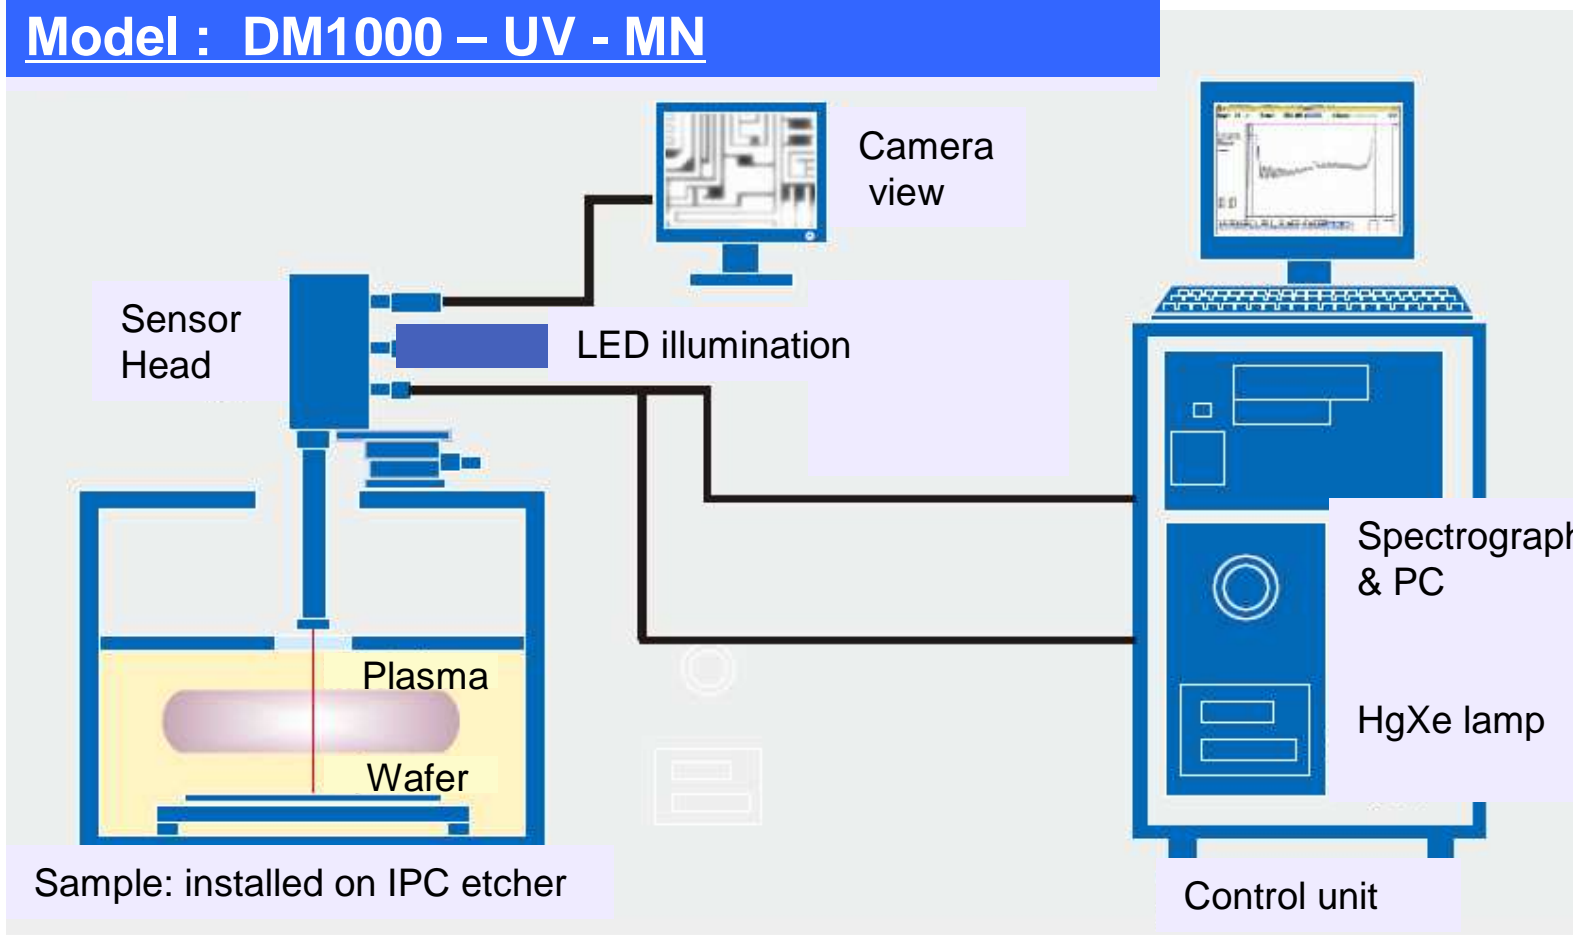 Model :  DM1000 – UV - MN
Camera
view
Sensor
Head
LED illumination
Spectrograph
& PC
Plasma
HgXe lamp
Wafer
Sample: installed on IPC etcher
Control unit